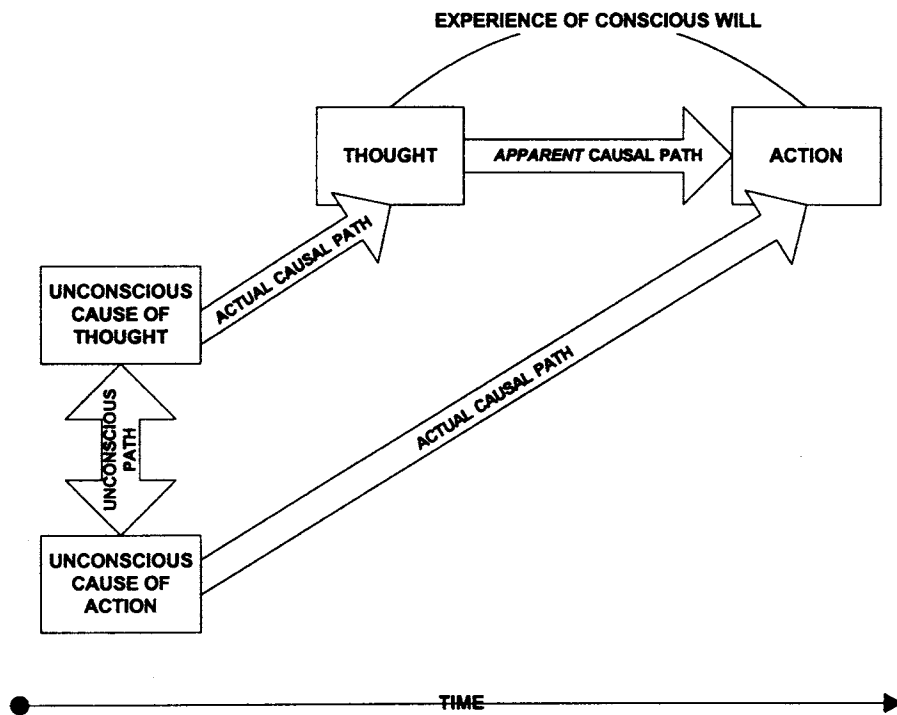 EXPERIENCE OF CONSCIOUS WILL
THOUGHT
APPARENT CAUSAL PATH
ACTION
ACTUAL CAUSAL PATH
UNCONSCIOUS
CAUSE OF
THOUGHT
UNCONSCIOUS
PATH
ACTUAL CAUSAL PATH
UNCONSCIOUS
CAUSE OF
ACTION
TIME